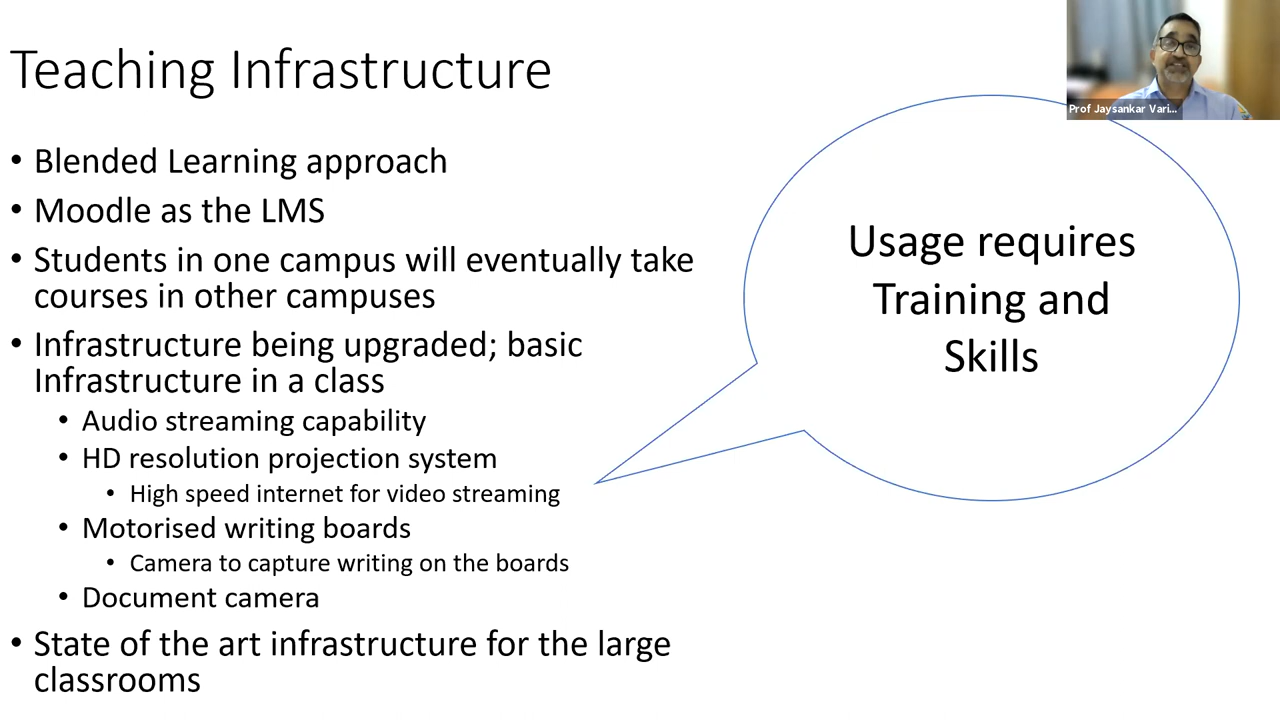 Teaching Infrastructure
Prof Jaysankar Vari...
• Blended Learning approach
• Moodle as the LMS
• Students in one campus will eventually take
courses in other campuses
• Infrastructure being upgraded; basic
Infrastructure in a class
• Audio streaming capability
• HD resolution projection system
• High speed internet for video streaming
• Motorised writing boards
• Camera to capture writing on the boards
• Document camera
• State of the art infrastructure for the large
classrooms
Usage requires
Training and
Skills